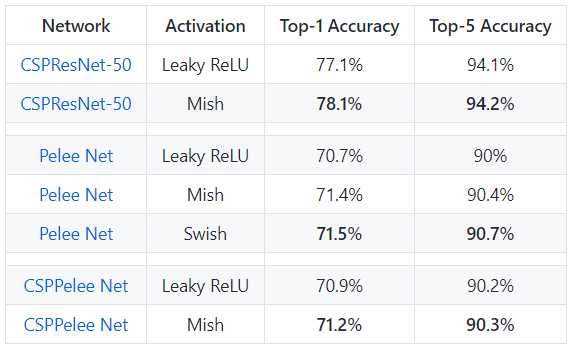 Network Activation Top-1 Accuracy Top-5 Accuracy
CSPResNet-50 Leaky ReLU 77.1% 94.1%
CSPResNet-50 Mish 78.1% 94.2%
Pelee Net Leaky ReLU 70.7% 90%
Pelee Net Mish 71.4% 90.4%
Pelee Net Swish 71.5% 90.7%
CSPPelee Net Leaky ReLU 70.9% 90.2%
CSPPelee Net Mish 71.2% 90.3%